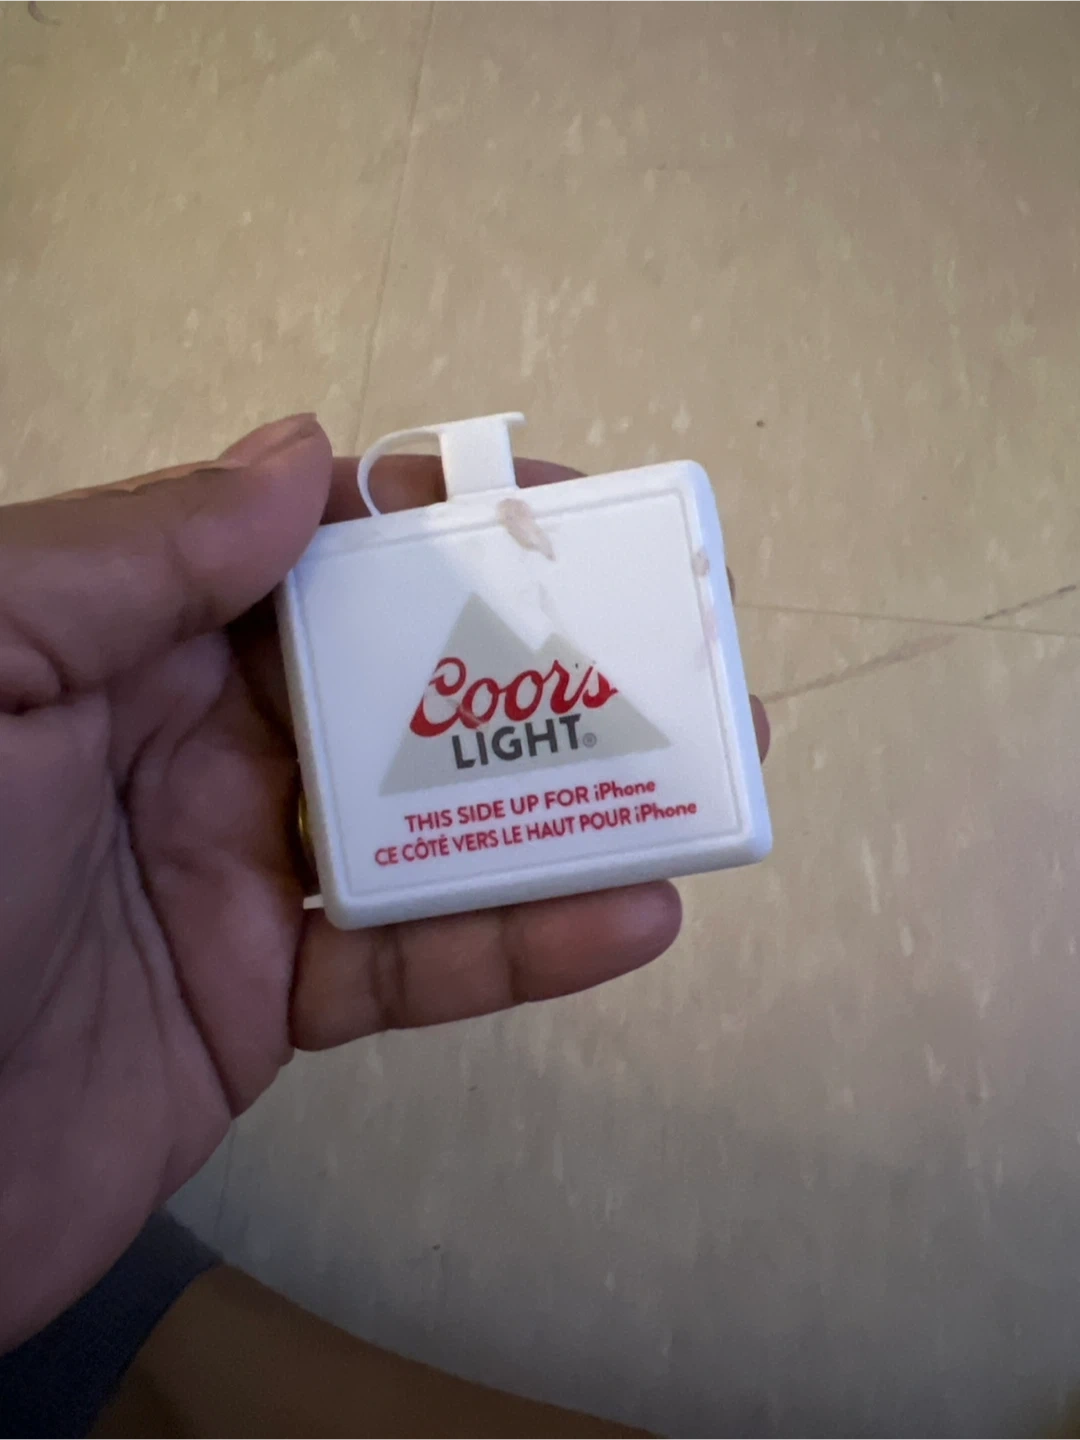 Coors
LIGHT®
THIS SIDE UP FOR iPhone
CE CÔTÉ VERS LE HAUT POUR iPhone